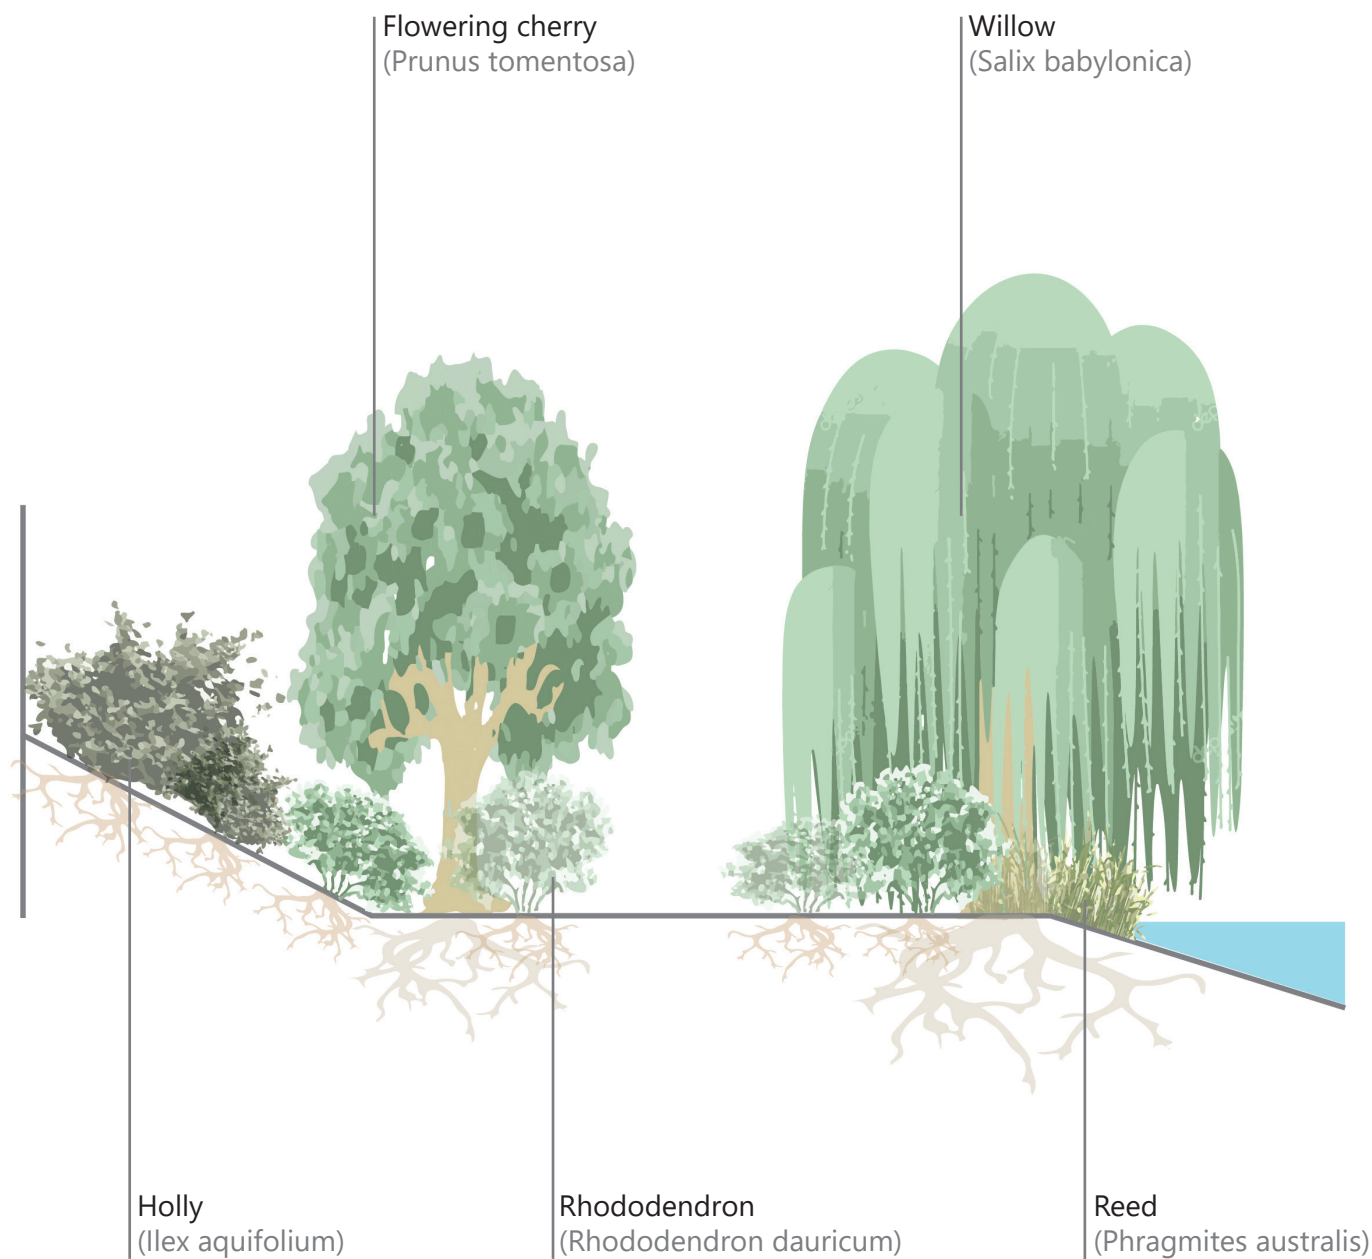 Flowering cherry
(Prunus tomentosa)
Willow
(Salix babylonica)
Holly
(Ilex aquifolium)
Rhododendron
(Rhododendron dauricum)
Reed
(Phragmites australis)